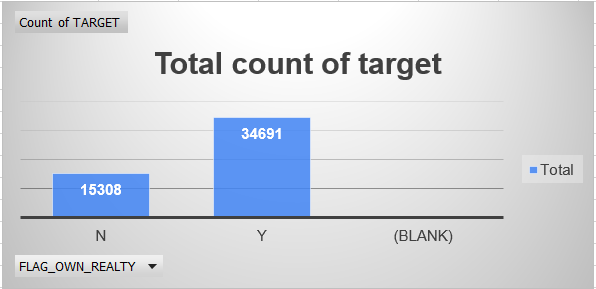 Count of TARGET
Total count of target
34691
15308
Total
N Y (BLANK)
FLAG_OWN_REALTY